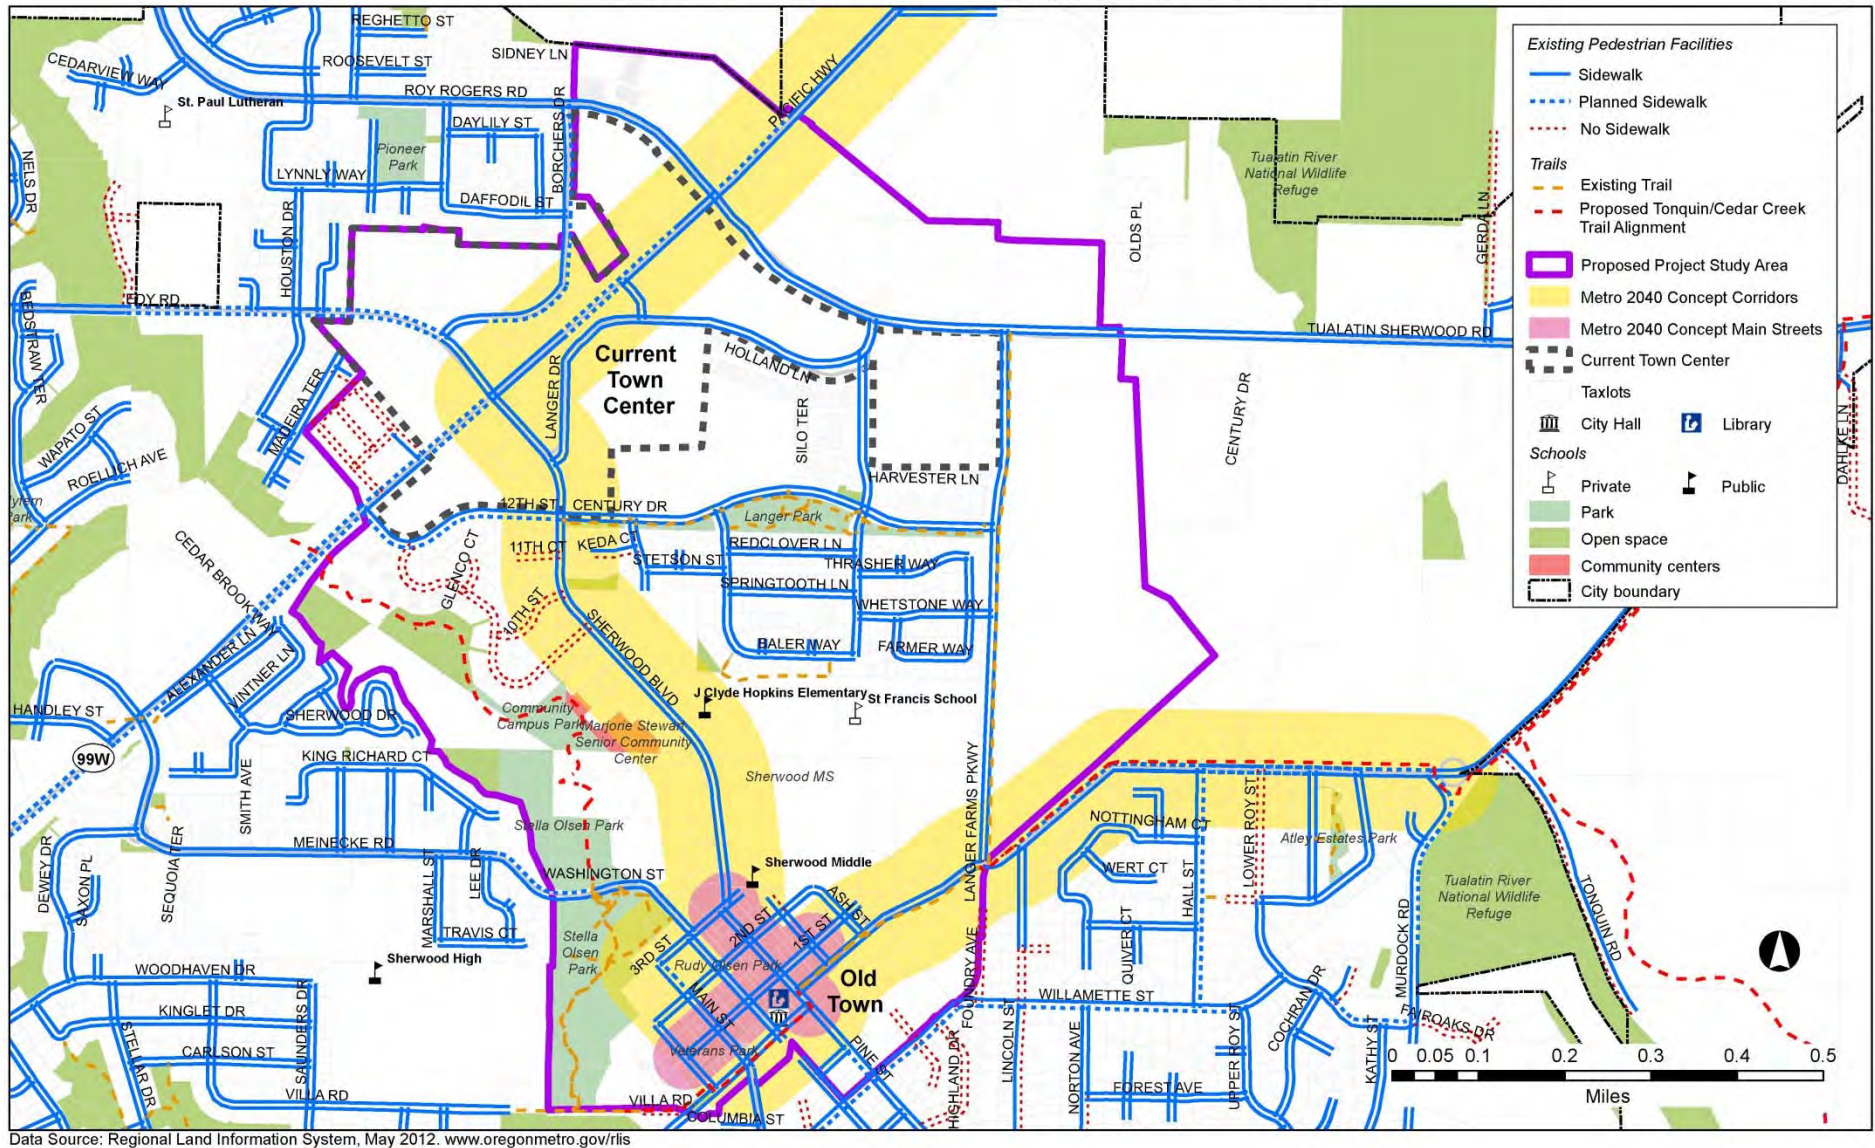 REGHETTO ST
SIDNEY LN
CEDARVIEW WAY
ROOSEVELT ST
PACIFIC HWY
St. Paul Lutheran
ROY ROGERS RD
BORCHERS DR
DAYLILY ST
Pioneer
Park
NELS DR
LYNNLY WAY
DAFFODIL ST
HOUSTON DR
Tualatin River
National Wildlife
Refuge
OLDS PL
GERDA LN
EDY RD
BEDSTRAW TER
TUALATIN SHERWOOD RD
Current
Town
Center
HOLLAND LN
LANGER DR
MADEIRA TER
SILO TER
CENTURY DR
WAPATO ST
ROELLICH AVE
HARVESTER LN
DAHLKE LN
Park
12TH ST
CENTURY DR
Langer Park
CEDAR BROOK WAY
11TH CT
KEDA CT
REDCLOVER LN
STETSON ST
THRASHER WAY
GLENCO CT
SPRINGTOOTH LN
10TH ST
WHETSTONE WAY
SHERWOOD BLVD
BALER WAY
FARMER WAY
ALEXANDER LN
VINTNER LN
J Clyde Hopkins Elementary
St Francis School
HANDLEY ST
SHERWOOD DR
Community
Campus Park
Marjorie Stewart
Senior Community
Center
99W
KING RICHARD CT
Sherwood MS
SMITH AVE
LANGER FARMS PKWY
Stella Olsen Park
NOTTINGHAM CT
LOWER ROY ST
Atley Estates Park
MEINECKE RD
DEWEY DR
SAXON PL
SEQUOIA TER
MARSHALL ST
LEE DR
WASHINGTON ST
Sherwood Middle
WERT CT
HALL ST
Tualatin River
National Wildlife
Refuge
TONQUIN RD
ASH ST
2ND ST
1ST ST
3RD ST
TRAVIS CT
Stella
Olsen
Park
Rudy Olsen Park
Old
Town
FOUNDRY AVE
QUIVER CT
MURDOCK RD
Sherwood High
WOODHAVEN DR
MAIN ST
WILLAMETTE ST
COCHRAN DR
KINGLET DR
SAUNDERS DR
STELLAR DR
CARLSON ST
Veterans Park
PINE ST
HIGHLAND DR
LINCOLN ST
NORTON AVE
UPPER ROY ST
KATHY ST
FAIROAKS DR
VILLA RD
VILLA RD
COLUMBIA ST
FOREST AVE
Existing Pedestrian Facilities
Sidewalk
Planned Sidewalk
No Sidewalk
Trails
Existing Trail
Proposed Tonquin/Cedar Creek
Trail Alignment
Proposed Project Study Area
Metro 2040 Concept Corridors
Metro 2040 Concept Main Streets
Current Town Center
Taxlots
City Hall
Library
Schools
Private
Public
Park
Open space
Community centers
City boundary
0 0.05 0.1 0.2 0.3 0.4 0.5
Miles
Data Source: Regional Land Information System, May 2012. www.oregonmetro.gov/rlis